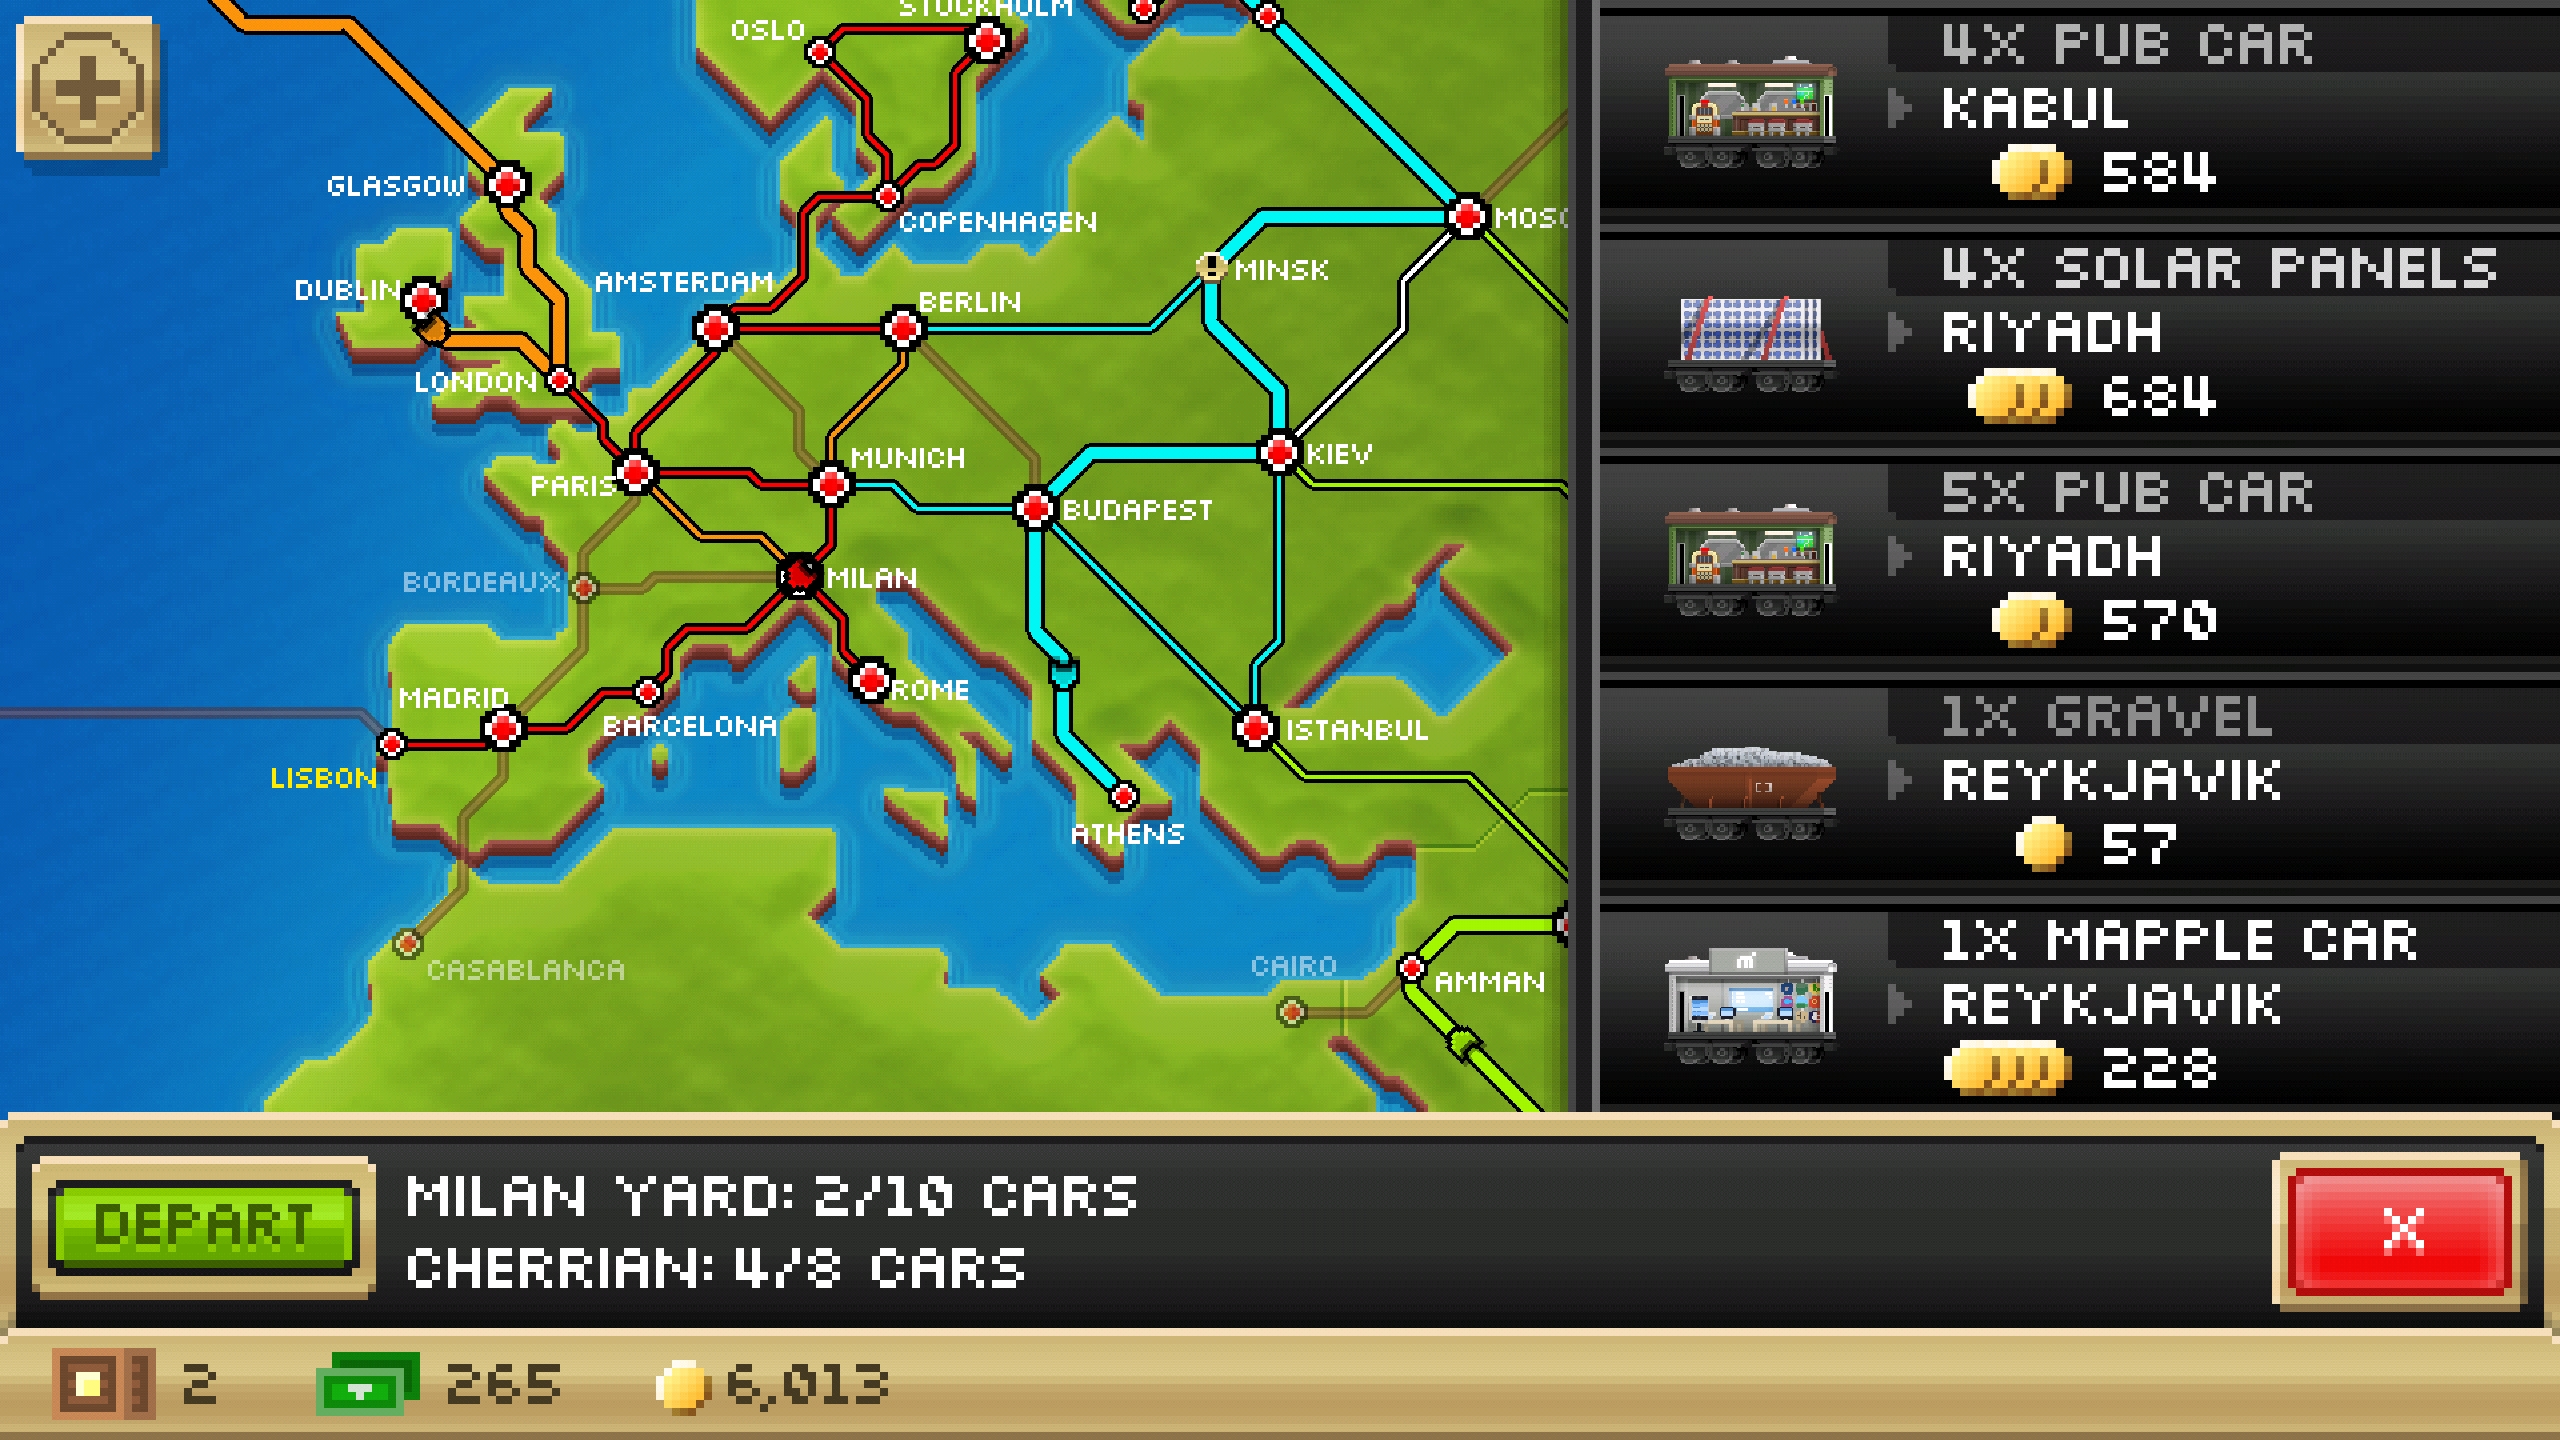 STOCKHOLM
OSLO
GLASGOW
COPENHAGEN
DUBLIN
AMSTERDAM
BERLIN
MINSK
LONDON
MUNICH
KIEV
PARIS
BUDAPEST
BORDEAUX
MILAN
MADRID
ROME
BARCELONA
ISTANBUL
LISBON
ATHENS
CASABLANCA
CAIRO
AMMAN
MOSC
4X PUB CAR
KABUL
584
4X SOLAR PANELS
RIYADH
684
5X PUB CAR
RIYADH
570
1X GRAVEL
REYKJAVIK
57
1X MAPPLE CAR
REYKJAVIK
228
DEPART
MILAN YARD: 2/10 CARS
CHERRIAN: 4/8 CARS
X
2
265
6,013